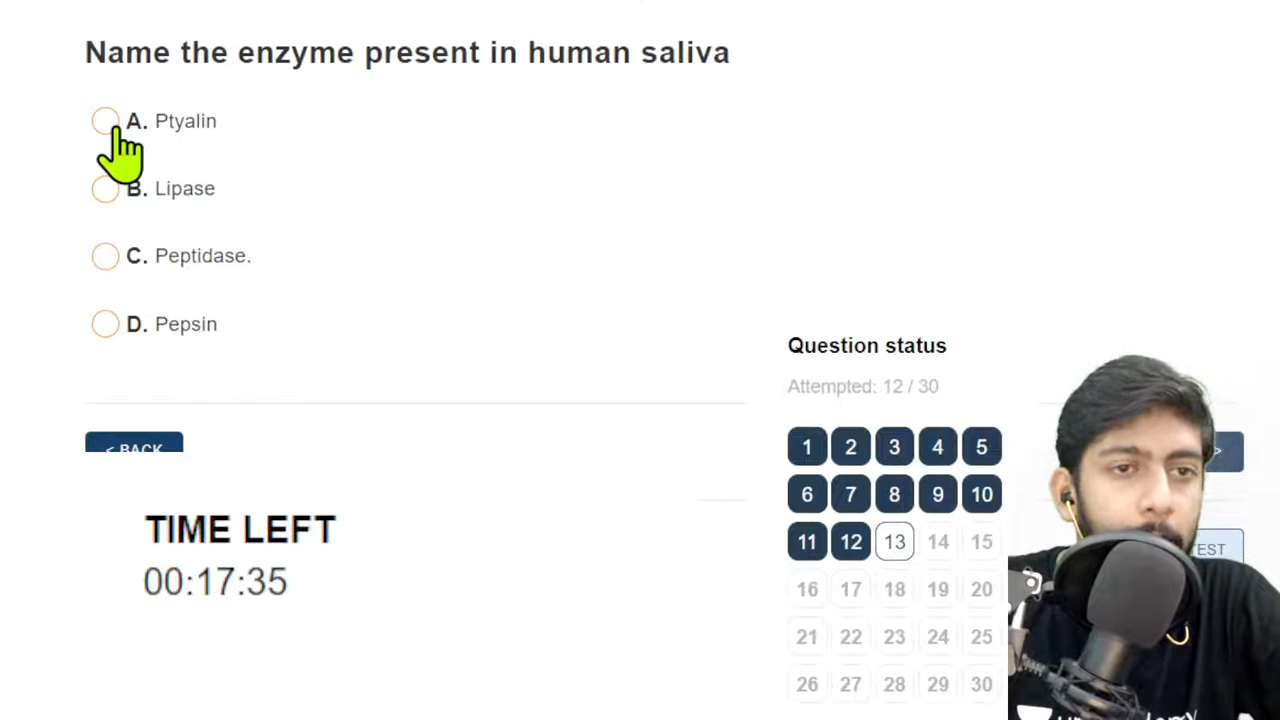 Name the enzyme present in human saliva
A. Ptyalin
B. Lipase
C. Peptidase.
D. Pepsin
Question status
Attempted: 12 / 30
< BACK
>
1 2 3 4 5
6 7 8 9 10
TIME LEFT
11 12 13 14 15
TEST
00:17:35
16 17 18 19 20
21 22 23 24 25
26 27 28 29 30